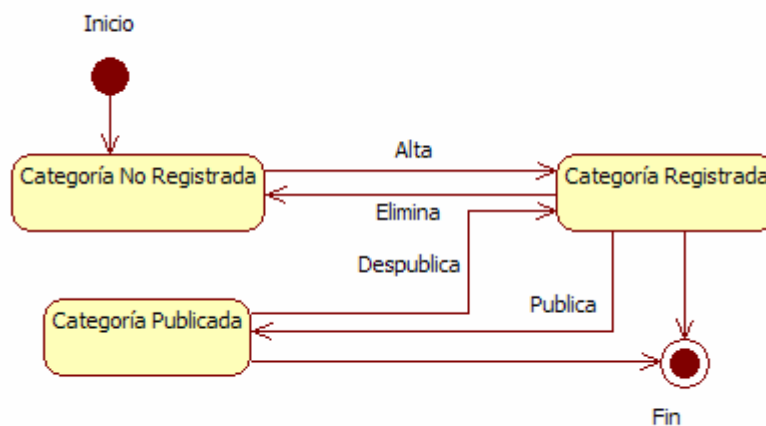 Inicio
Alta
Categoría No Registrada
Categoría Registrada
Elimina
Despublica
Publica
Categoría Publicada
Fin